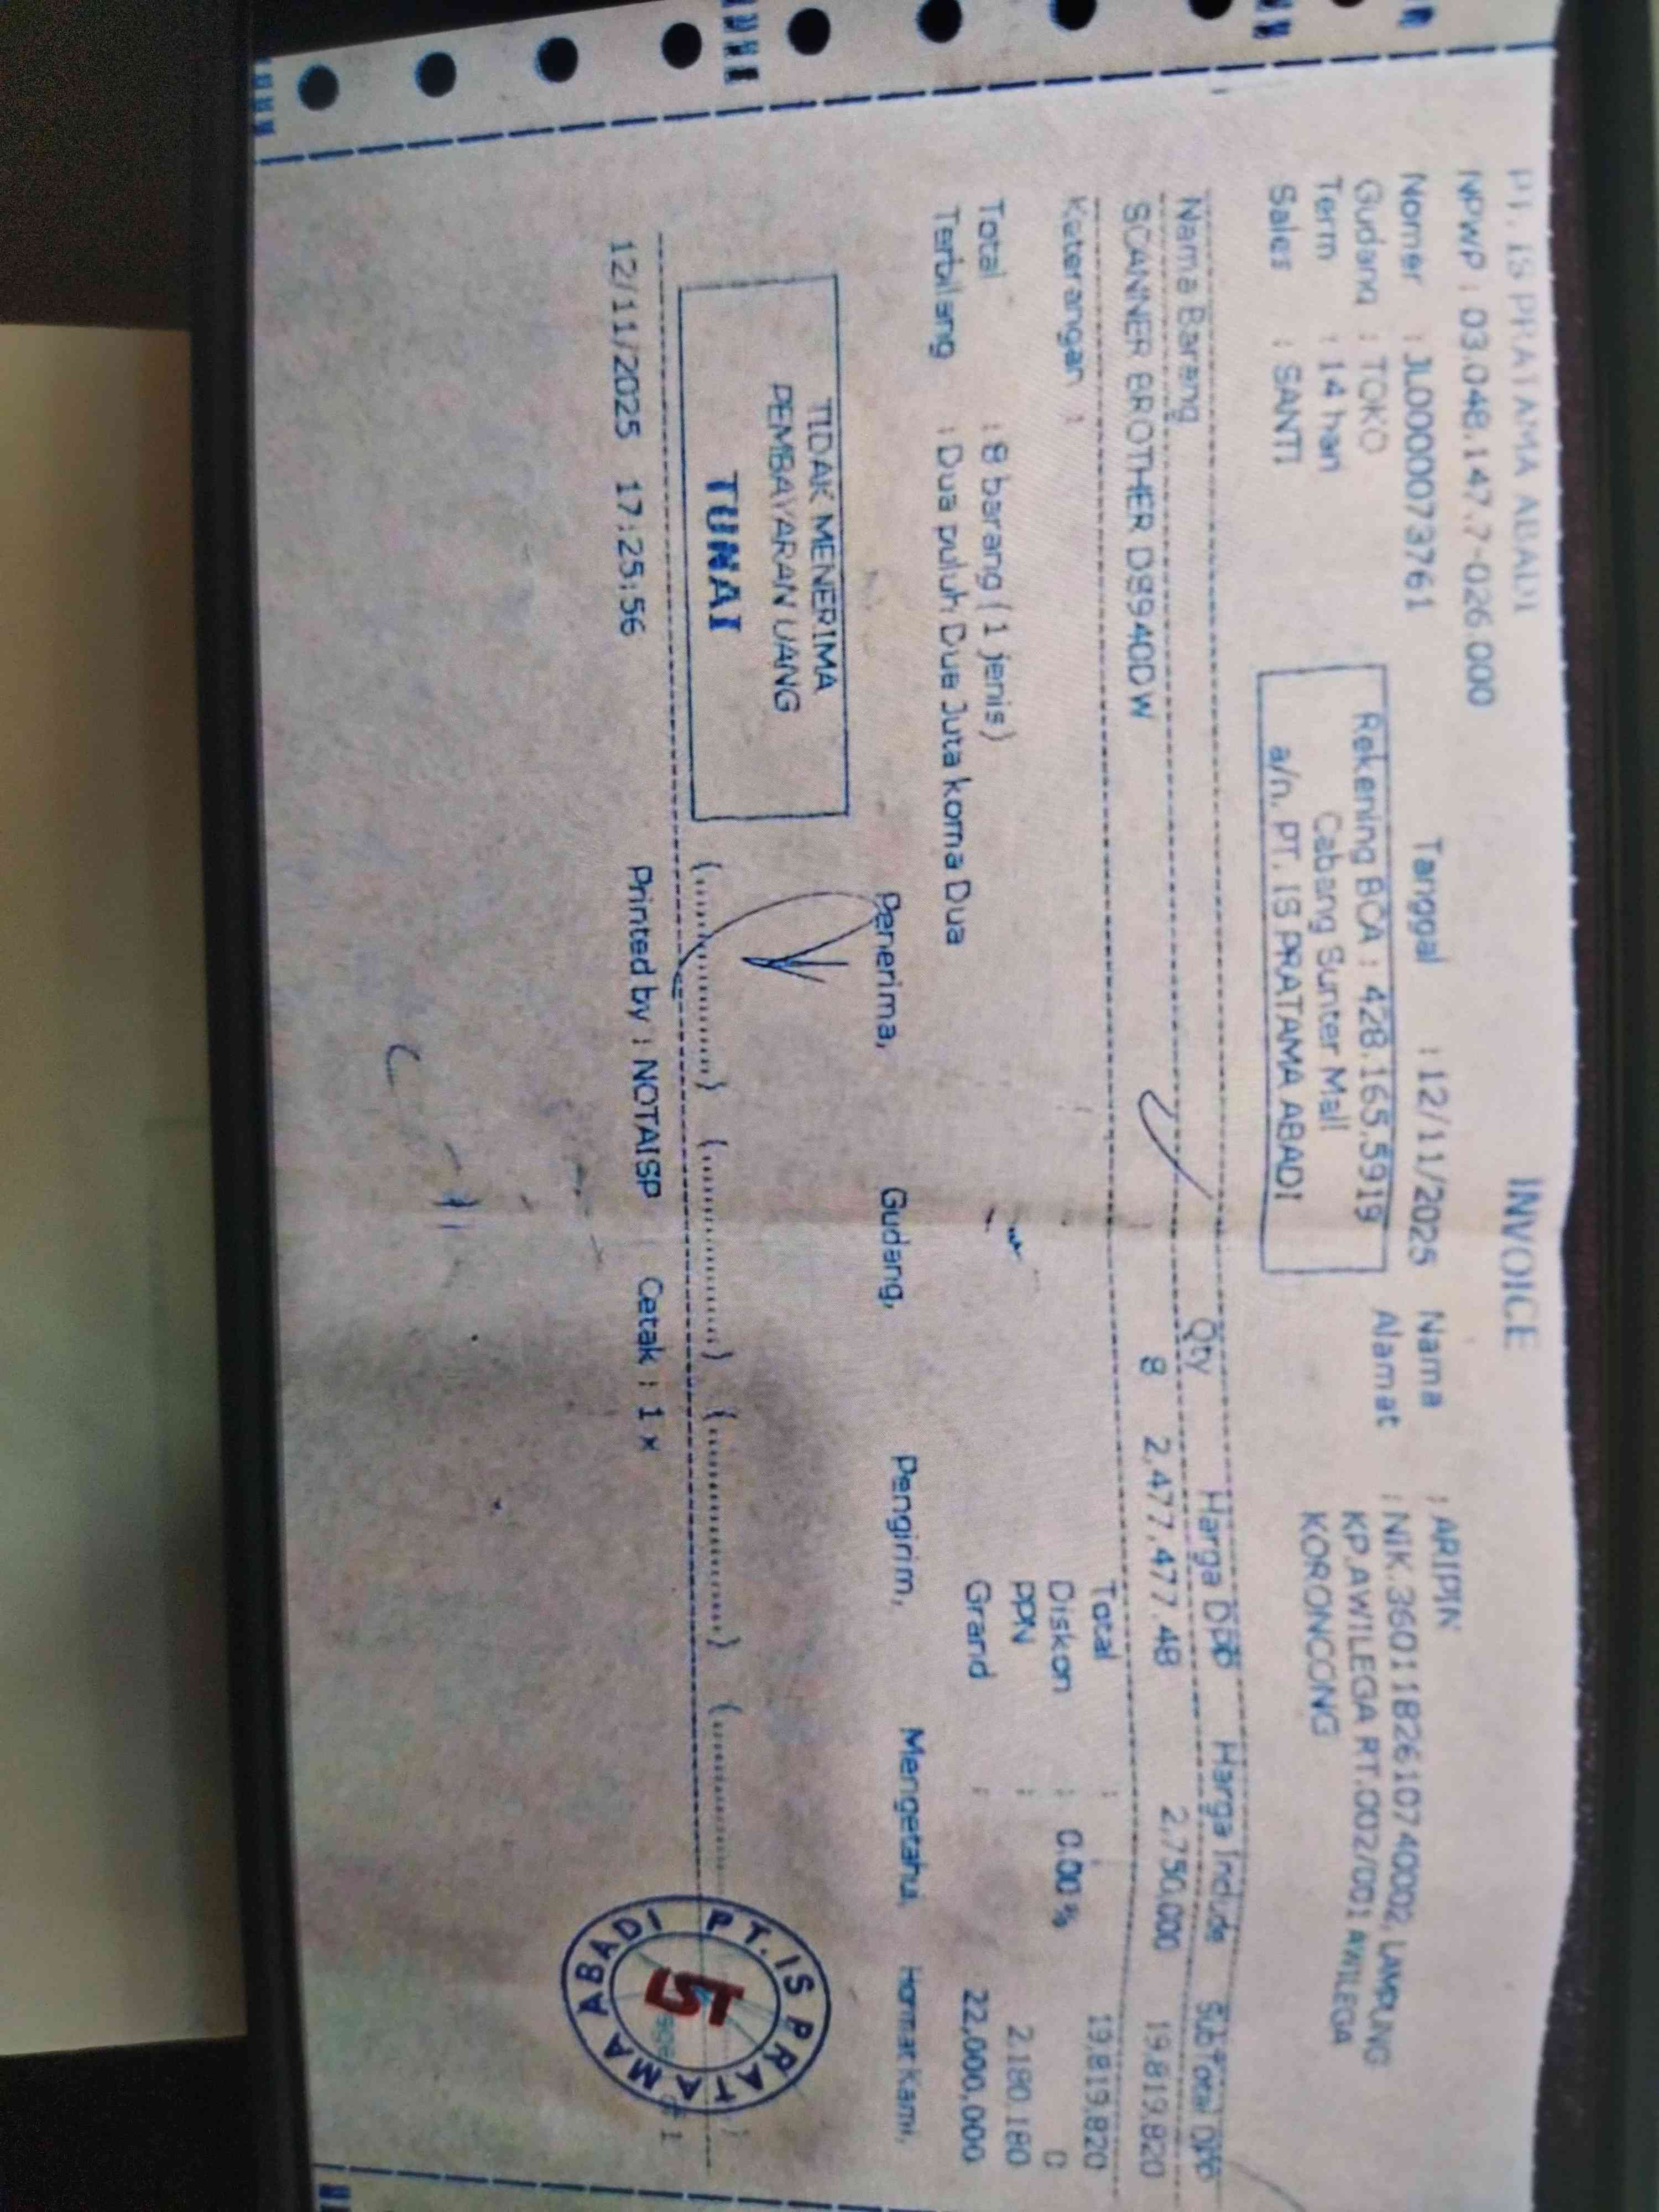 PT. IS PRATAMA ABADI
INVOICE
NPWP : 03.048.147.7-026.000
Nomer : JL000073761
Tanggal : 12/11/2025
Nama : ARIPIN
Gudang : TOKO
Rekening BCA : 428.165.5919
Alamat : NIK.3601182610740002, LAMPUNG
Term : 14 hari
Cabang Sunter Mall
KP.AWILEGA RT.002/001 AWILEGA
Sales : SANTI
a/n. PT. IS PRATAMA ABADI
KORONCONG
Nama Barang Qty Harga Dpp Harga Include SubTotal DPP
SCANNER BROTHER DS940DW 8 2,477,477.48 2,750,000 19,819,820
Keterangan :
Total : 19,819,820
Diskon : 0.00 % 0
Total : 8 barang (1 jenis)
PPN : 2,180,180
Terbilang : Dua puluh Dua Juta koma Dua
Grand : 22,000,000
Penerima, Gudang, Pengirim, Mengetahui, Hormat Kami,
TIDAK MENERIMA
PEMBAYARAN UANG
TUNAI
PT. IS PRATAMA ABADI
IST
12/11/2025 17:25:56 Printed by : NOTAISP Cetak : 1 x